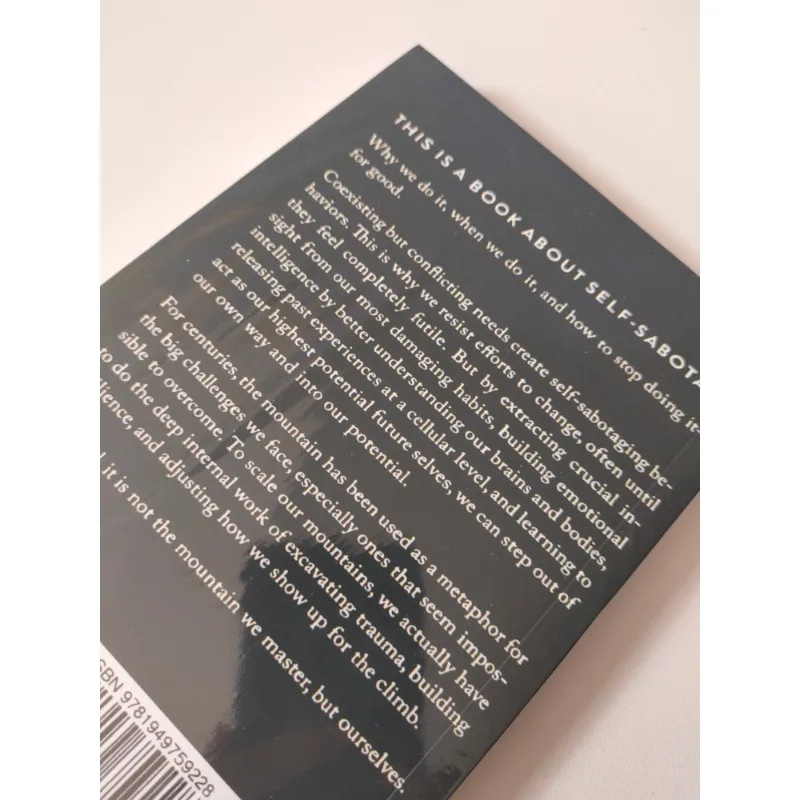 THIS IS A BOOK ABOUT SELF-SABOTA
Why we do it, when we do it, and how to stop doing it—
for good.
Coexisting but conflicting needs create self-sabotaging be-
haviors. This is why we resist efforts to change, often until
they feel completely futile. But by extracting crucial in-
sight from our most damaging habits, building emotional
intelligence by better understanding our brains and bodies,
releasing past experiences at a cellular level, and learning to
act as our highest potential future selves, we can step out of
our own way and into our potential.
For centuries, the mountain has been used as a metaphor for
the big challenges we face, especially ones that seem impos-
sible to overcome. To scale our mountains, we actually have
to do the deep internal work of excavating trauma, building
ilience, and adjusting how we show up for the climb.
it is not the mountain we master, but ourselves.
ISBN 9781949759228